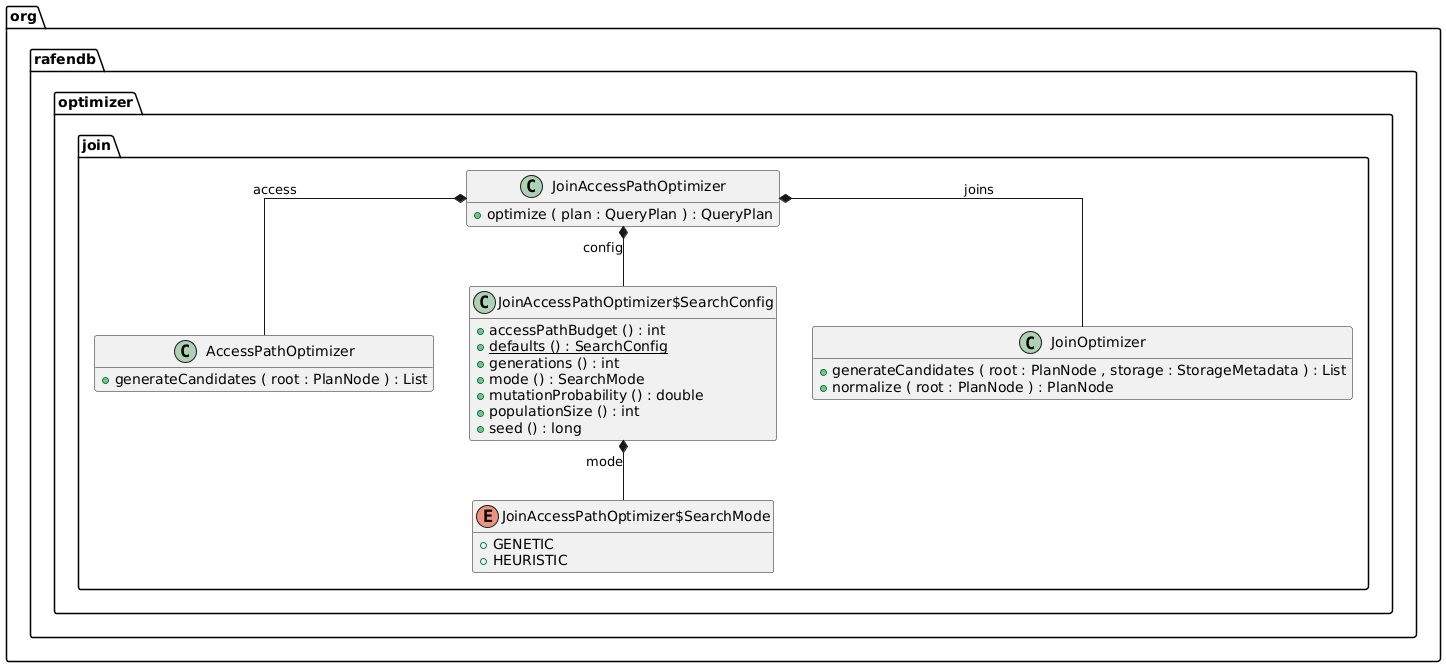 org
rafendb
optimizer
join
access
C JoinAccessPathOptimizer
optimize ( plan : QueryPlan ) : QueryPlan
joins
config
C JoinAccessPathOptimizer$SearchConfig
accessPathBudget () : int
defaults () : SearchConfig
generations () : int
mode () : SearchMode
mutationProbability () : double
populationSize () : int
seed () : long
C AccessPathOptimizer
generateCandidates ( root : PlanNode ) : List
C JoinOptimizer
generateCandidates ( root : PlanNode , storage : StorageMetadata ) : List
normalize ( root : PlanNode ) : PlanNode
mode
E JoinAccessPathOptimizer$SearchMode
GENETIC
HEURISTIC